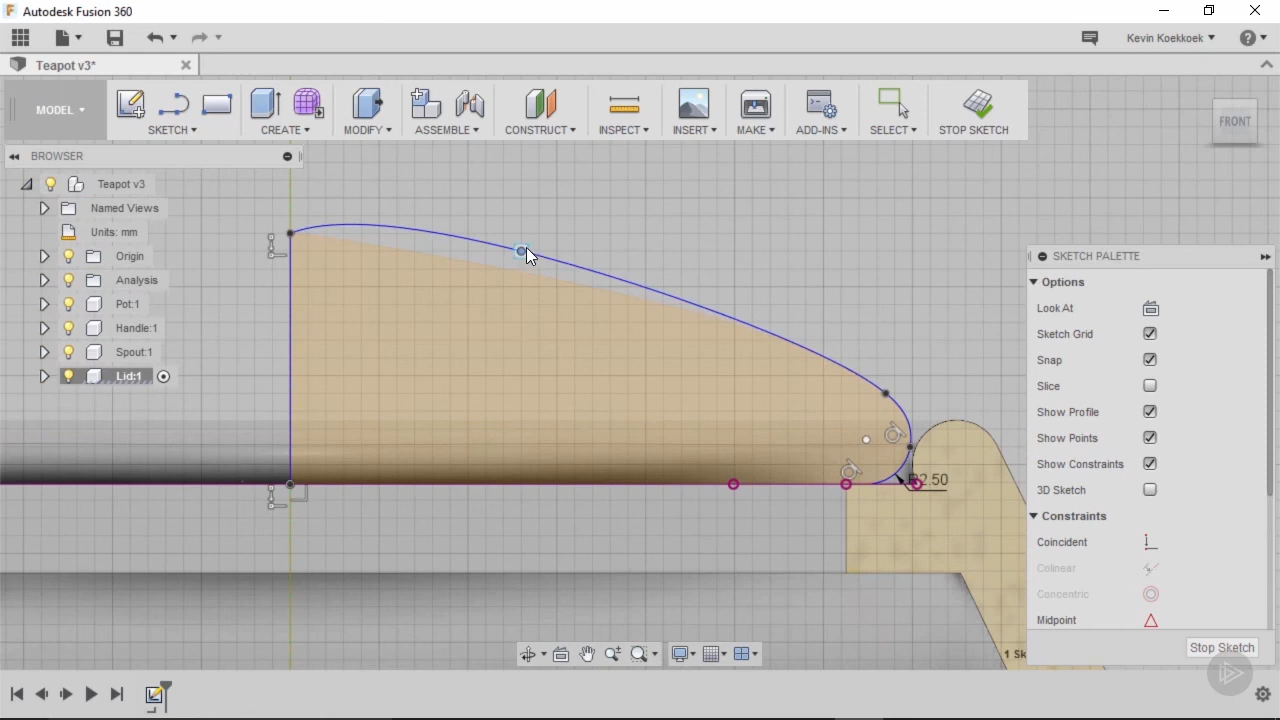 Autodesk Fusion 360
Kevin Koekkoek
Teapot v3*
MODEL
SKETCH
CREATE
MODIFY
ASSEMBLE
CONSTRUCT
INSPECT
INSERT
MAKE
ADD-INS
SELECT
STOP SKETCH
FRONT
BROWSER
Teapot v3
Named Views
Units: mm
Origin
Analysis
Pot:1
Handle:1
Spout:1
Lid:1
SKETCH PALETTE
Options
Look At
Sketch Grid
Snap
Slice
Show Profile
Show Points
Show Constraints
3D Sketch
Constraints
Coincident
Colinear
Concentric
Midpoint
Stop Sketch
R2.50
1 Sk